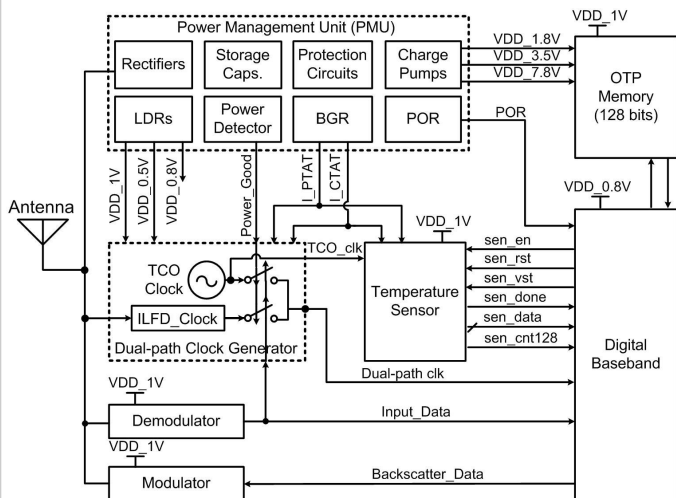 Power Management Unit (PMU)
Rectifiers
Storage
Caps.
Protection
Circuits
Charge
Pumps
LDRs
Power
Detector
BGR
POR
VDD_1.8V
VDD_3.5V
VDD_7.8V
POR
VDD_1V
OTP
Memory
(128 bits)
VDD_1V
VDD_0.5V
VDD_0.8V
Power_Good
I_PTAT
I_CTAT
VDD_0.8V
Antenna
TCO
Clock
TCO_clk
ILFD_Clock
Dual-path Clock Generator
VDD_1V
Temperature
Sensor
sen_en
sen_rst
sen_vst
sen_done
sen_data
sen_cnt128
Digital
Baseband
Dual-path clk
VDD_1V
Demodulator
Input_Data
VDD_1V
Modulator
Backscatter_Data